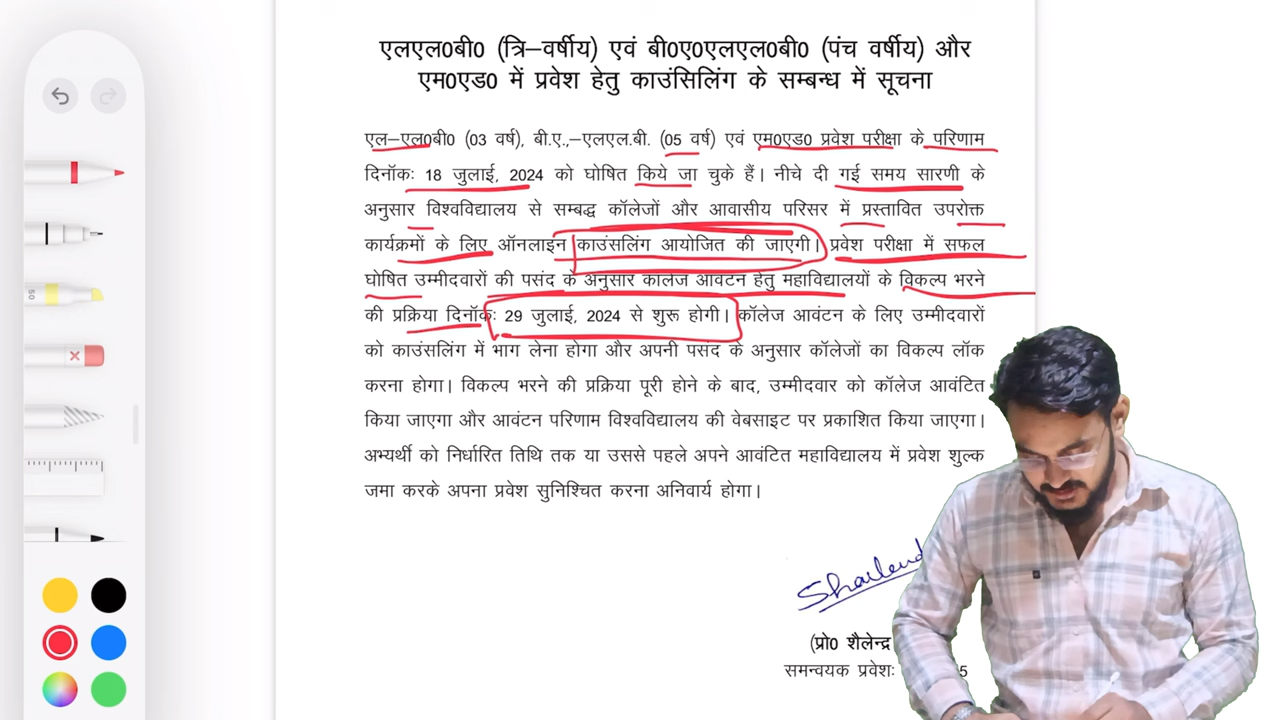 एलएल0बी0 (त्रि–वर्षीय) एवं बी0ए0एलएल0बी0 (पंच वर्षीय) और
एम0एड0 में प्रवेश हेतु काउंसिलिंग के सम्बन्ध में सूचना
एल–एल0बी0 (03 वर्ष), बी.ए.,–एलएल.बी. (05 वर्ष) एवं एम0एड0 प्रवेश परीक्षा के परिणाम
दिनॉकः 18 जुलाई, 2024 को घोषित किये जा चुके हैं। नीचे दी गई समय सारणी के
अनुसार विश्वविद्यालय से सम्बद्ध कॉलेजों और आवासीय परिसर में प्रस्तावित उपरोक्त
कार्यक्रमों के लिए ऑनलाईन काउंसलिंग आयोजित की जाएगी। प्रवेश परीक्षा में सफल
घोषित उम्मीदवारों की पसंद के अनुसार कालेज आवटन हेतु महाविद्यालयों के विकल्प भरने
की प्रक्रिया दिनॉकः 29 जुलाई, 2024 से शुरू होगी। कॉलेज आवंटन के लिए उम्मीदवारों
को काउंसलिंग में भाग लेना होगा और अपनी पसंद के अनुसार कॉलेजों का विकल्प लॉक
करना होगा। विकल्प भरने की प्रक्रिया पूरी होने के बाद, उम्मीदवार को कॉलेज आवंटित
किया जाएगा और आवंटन परिणाम विश्वविद्यालय की वेबसाइट पर प्रकाशित किया जाएगा।
अभ्यर्थी को निर्धारित तिथि तक या उससे पहले अपने आवंटित महाविद्यालय में प्रवेश शुल्क
जमा करके अपना प्रवेश सुनिश्चित करना अनिवार्य होगा।
(प्रो0 शैलेन्द्र
समन्वयक प्रवेशः 5
50